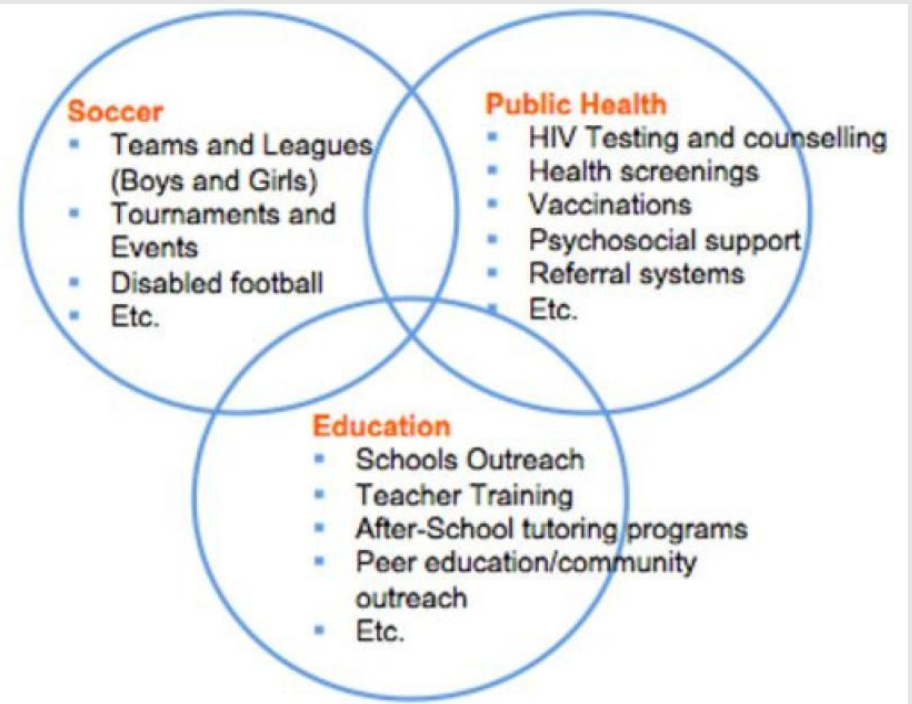 Soccer
▪ Teams and Leagues
(Boys and Girls)
▪ Tournaments and
Events
▪ Disabled football
▪ Etc.
Public Health
▪ HIV Testing and counselling
▪ Health screenings
▪ Vaccinations
▪ Psychosocial support
▪ Referral systems
▪ Etc.
Education
▪ Schools Outreach
▪ Teacher Training
▪ After-School tutoring programs
▪ Peer education/community
outreach
▪ Etc.